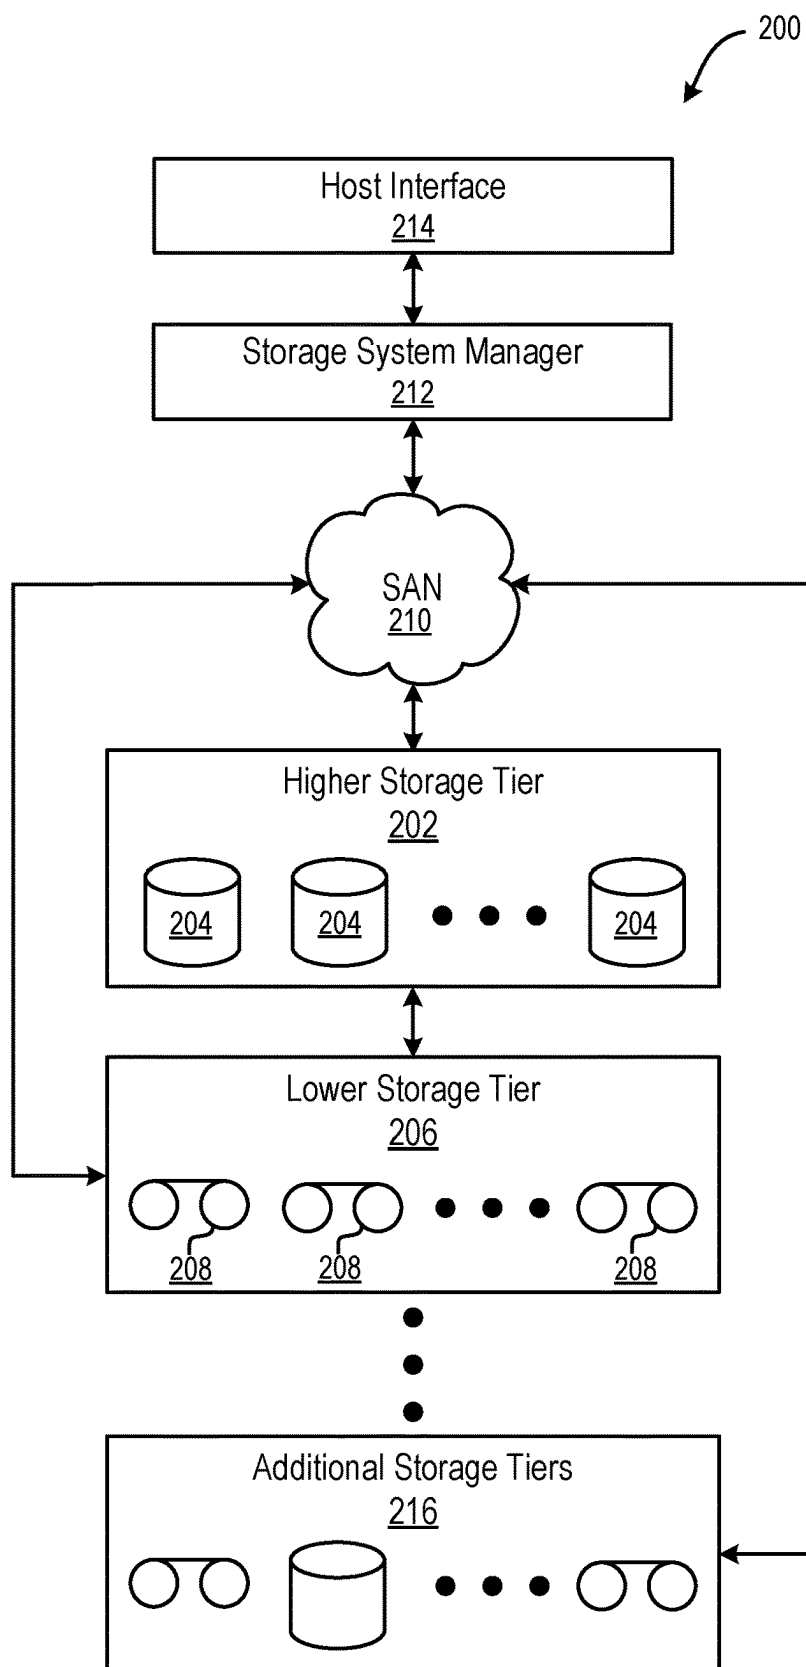 200
Host Interface
214
Storage System Manager
212
SAN
210
Higher Storage Tier
202
204 204 204
Lower Storage Tier
206
208 208 208
Additional Storage Tiers
216